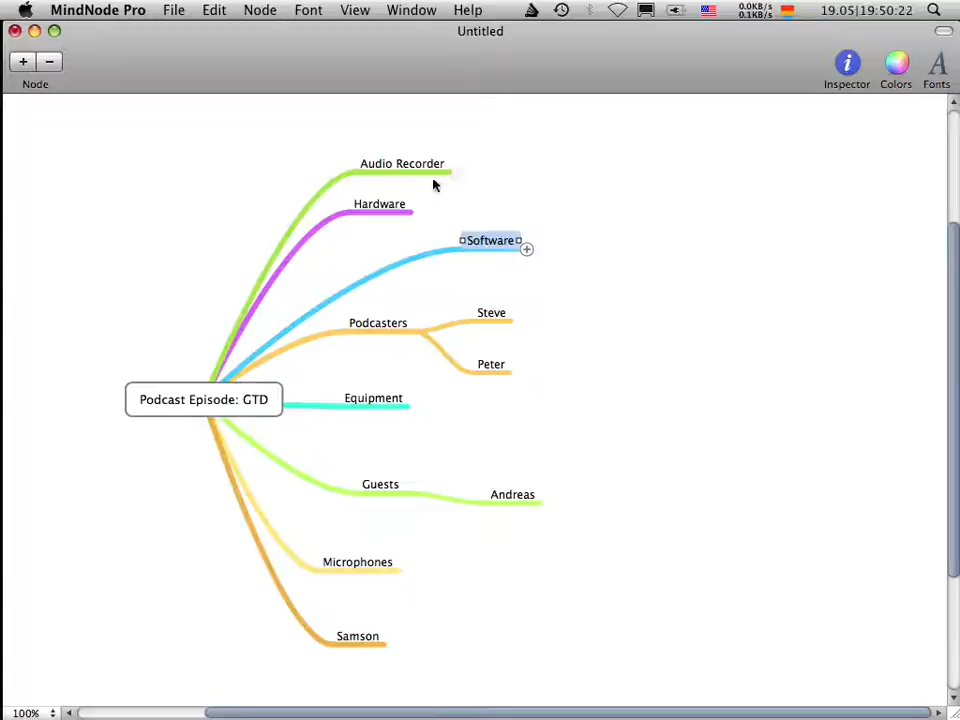 MindNode Pro File Edit Node Font View Window Help 0.0KB/s 0.1KB/s 19.05|19:50:22
Untitled
+ −
Node
Inspector Colors Fonts
Audio Recorder
Hardware
Software
Steve
Podcasters
Peter
Podcast Episode: GTD
Equipment
Guests
Andreas
Microphones
Samson
100%